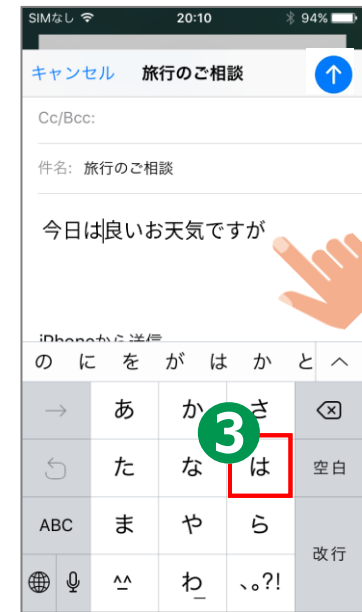 SIMなし 20:10 94%
キャンセル 旅行のご相談
Cc/Bcc:
件名: 旅行のご相談
今日は良いお天気ですが
iPhoneから送信
の に を が は か と
→ あ か さ
3
た な は 空白
ABC ま や ら
改行
^^ わ_ 、。?!